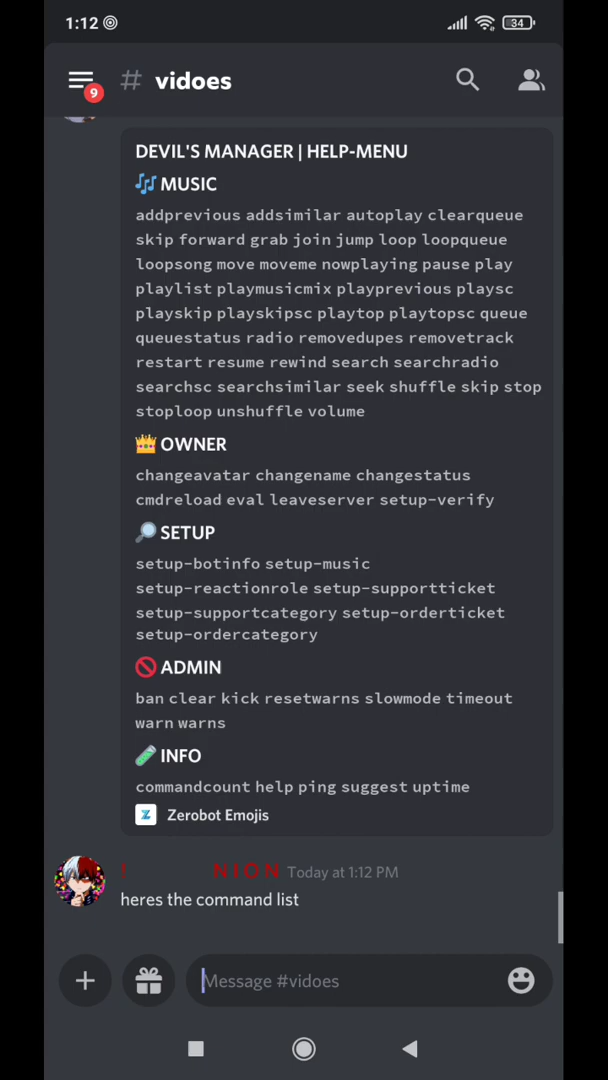 1:12
34
9
# vidoes
DEVIL'S MANAGER | HELP-MENU
MUSIC
addprevious addsimilar autoplay clearqueue
skip forward grab join jump loop loopqueue
loopsong move moveme nowplaying pause play
playlist playmusicmix playprevious playsc
playskip playskipsc playtop playtopsc queue
queuestatus radio removedupes removetrack
restart resume rewind search searchradio
searchsc searchsimilar seek shuffle skip stop
stoploop unshuffle volume
OWNER
changeavatar changename changestatus
cmdreload eval leaveserver setup-verify
SETUP
setup-botinfo setup-music
setup-reactionrole setup-supportticket
setup-supportcategory setup-orderticket
setup-ordercategory
ADMIN
ban clear kick resetwarns slowmode timeout
warn warns
INFO
commandcount help ping suggest uptime
Z Zerobot Emojis
N I O N Today at 1:12 PM
heres the command list
Message #vidoes